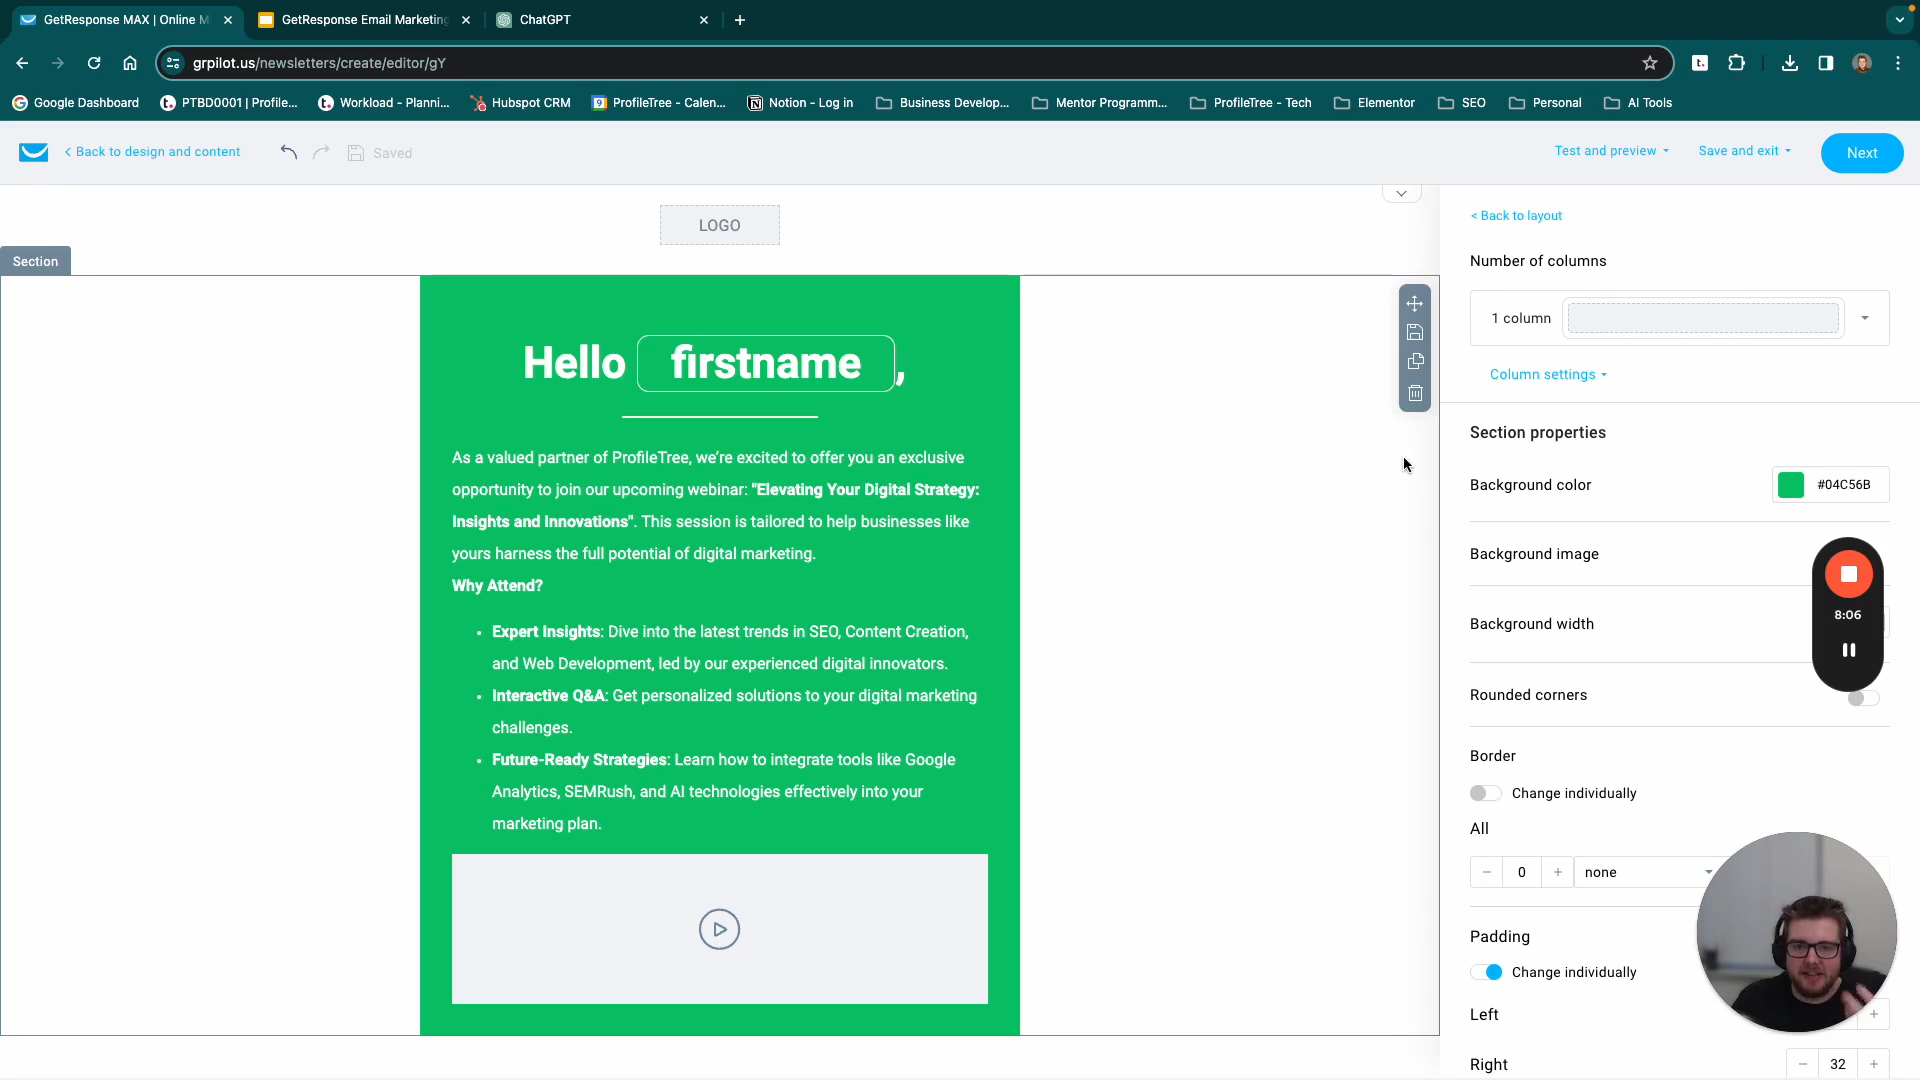 GetResponse MAX | Online M
GetResponse Email Marketing
ChatGPT
grpilot.us/newsletters/create/editor/gY
Google Dashboard
PTBD0001 | Profile...
Workload - Planni...
Hubspot CRM
ProfileTree - Calen...
Notion - Log in
Business Develop...
Mentor Programm...
ProfileTree - Tech
Elementor
SEO
Personal
AI Tools
< Back to design and content
Saved
Test and preview
Save and exit
Next
LOGO
Section
Hello firstname,
As a valued partner of ProfileTree, we're excited to offer you an exclusive
opportunity to join our upcoming webinar: "Elevating Your Digital Strategy:
Insights and Innovations". This session is tailored to help businesses like
yours harness the full potential of digital marketing.
Why Attend?
• Expert Insights: Dive into the latest trends in SEO, Content Creation,
and Web Development, led by our experienced digital innovators.
• Interactive Q&A: Get personalized solutions to your digital marketing
challenges.
• Future-Ready Strategies: Learn how to integrate tools like Google
Analytics, SEMRush, and AI technologies effectively into your
marketing plan.
< Back to layout
Number of columns
1 column
Column settings
Section properties
Background color
#04C56B
Background image
Background width
8:06
Rounded corners
Border
Change individually
All
0
none
Padding
Change individually
Left
Right
32